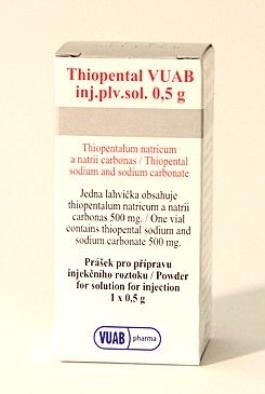 Thiopental VUAB
inj.plv.sol. 0,5 g
Thiopentalum natricum
a natrii carbonas / Thiopental
sodium and sodium carbonate
Jedna lahvička obsahuje
thiopentalum natricum a natrii
carbonas 500 mg. / One vial
contains thiopental sodium and
sodium carbonate 500 mg.
Prášek pro přípravu
injekčního roztoku / Powder
for solution for injection
1 x 0,5 g
VUAB pharma